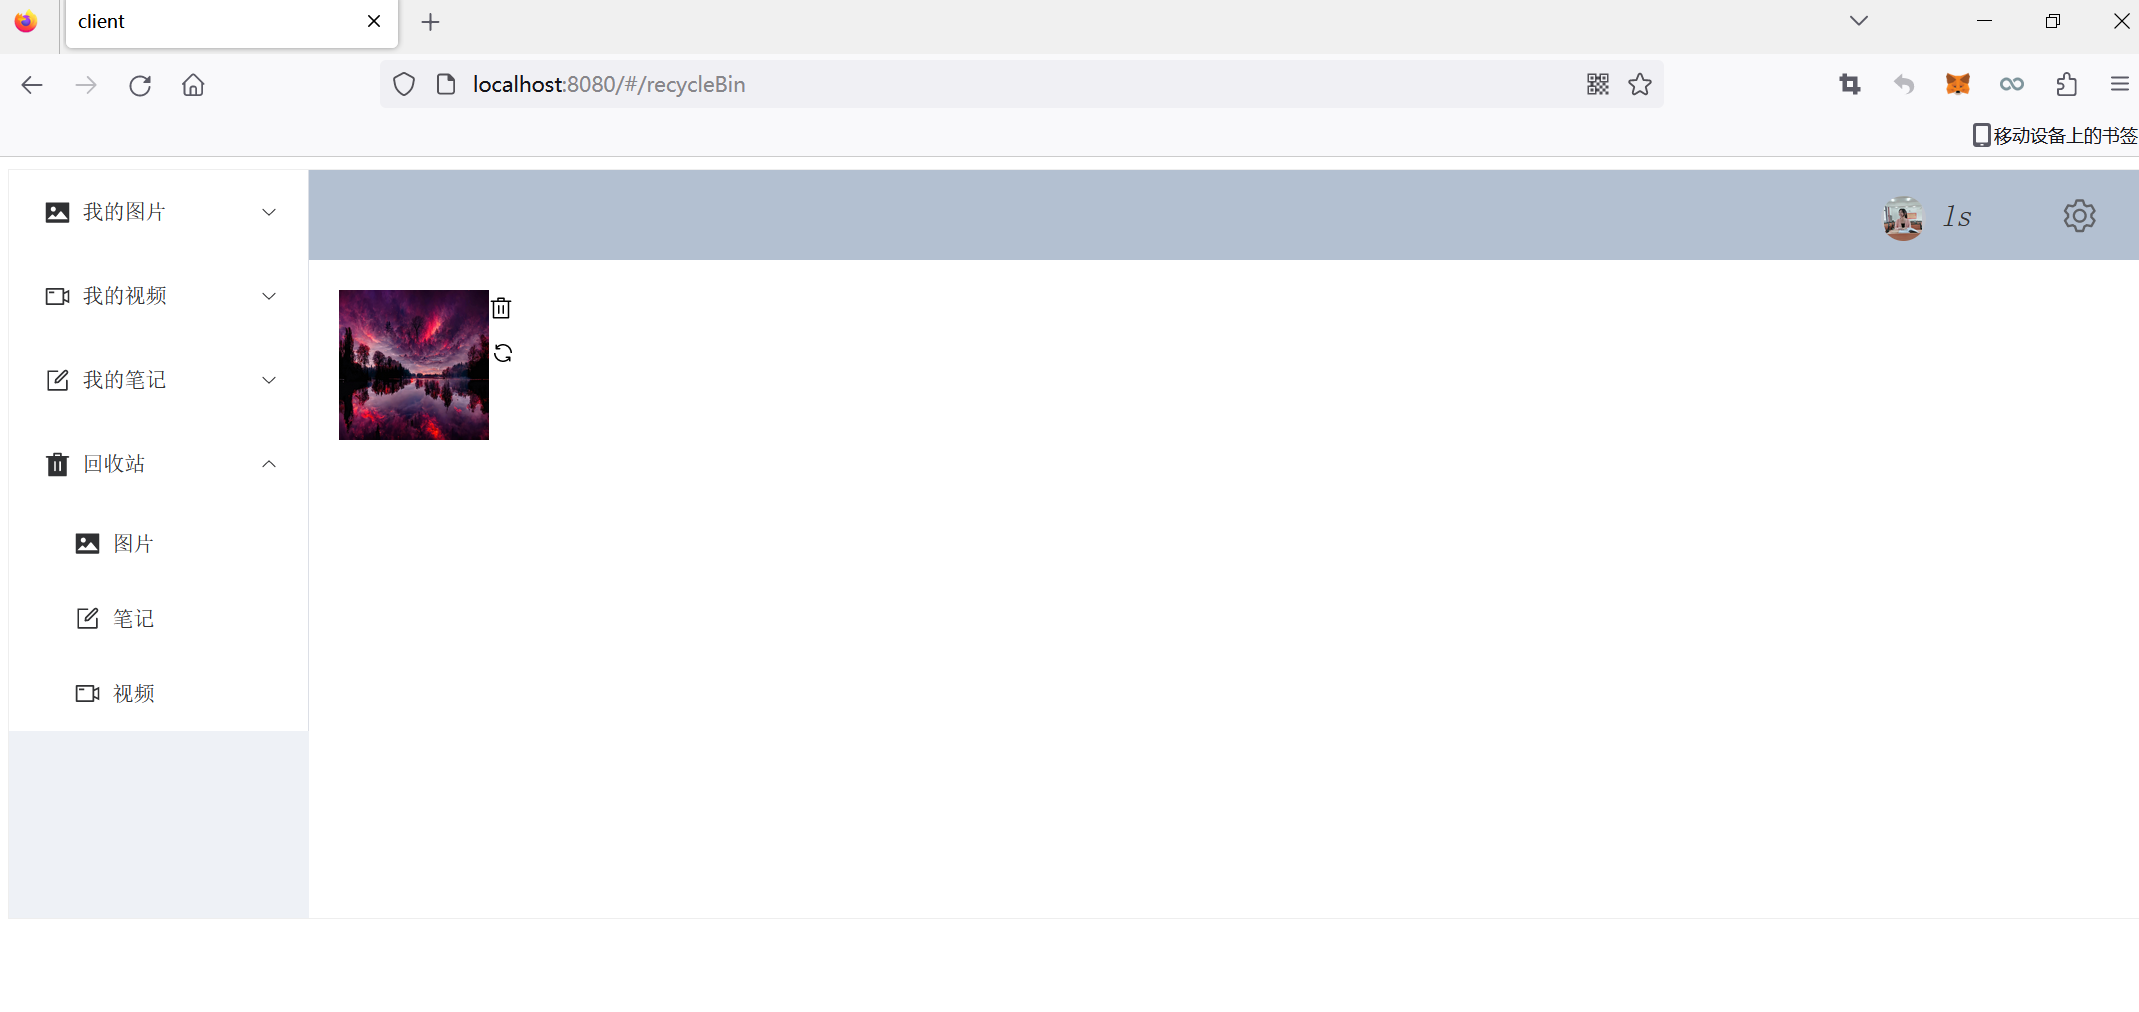 client
localhost:8080/#/recycleBin
移动设备上的书签
我的图片
ls
我的视频
我的笔记
回收站
图片
笔记
视频